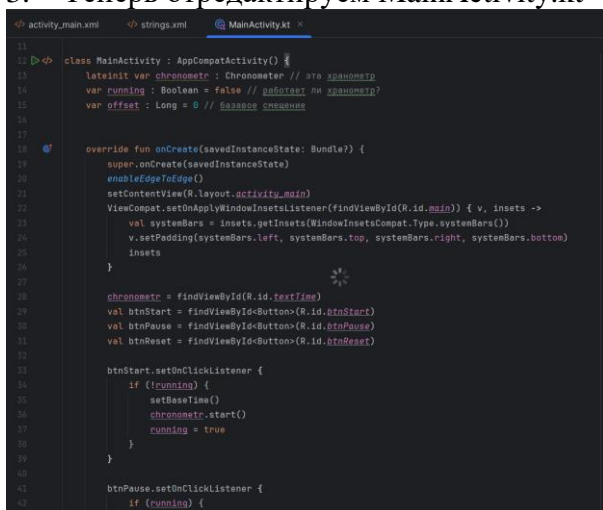 3. Теперь отредактируем MainActivity.kt
activity_main.xml strings.xml MainActivity.kt ×
11
12 class MainActivity : AppCompatActivity() {
13 lateinit var chronometr : Chronometer // эта хранометр
14 var running : Boolean = false // работает ли хранометр?
15 var offset : Long = 0 // базавое смещение
16
17
18 override fun onCreate(savedInstanceState: Bundle?) {
19 super.onCreate(savedInstanceState)
20 enableEdgeToEdge()
21 setContentView(R.layout.activity_main)
22 ViewCompat.setOnApplyWindowInsetsListener(findViewById(R.id.main)) { v, insets ->
23 val systemBars = insets.getInsets(WindowInsetsCompat.Type.systemBars())
24 v.setPadding(systemBars.left, systemBars.top, systemBars.right, systemBars.bottom)
25 insets
26 }
27
28 chronometr = findViewById(R.id.textTime)
29 val btnStart = findViewById<Button>(R.id.btnStart)
30 val btnPause = findViewById<Button>(R.id.btnPause)
31 val btnReset = findViewById<Button>(R.id.btnReset)
32
33 btnStart.setOnClickListener {
34 if (!running) {
35 setBaseTime()
36 chronometr.start()
37 running = true
38 }
39 }
40
41 btnPause.setOnClickListener {
42 if (running) {